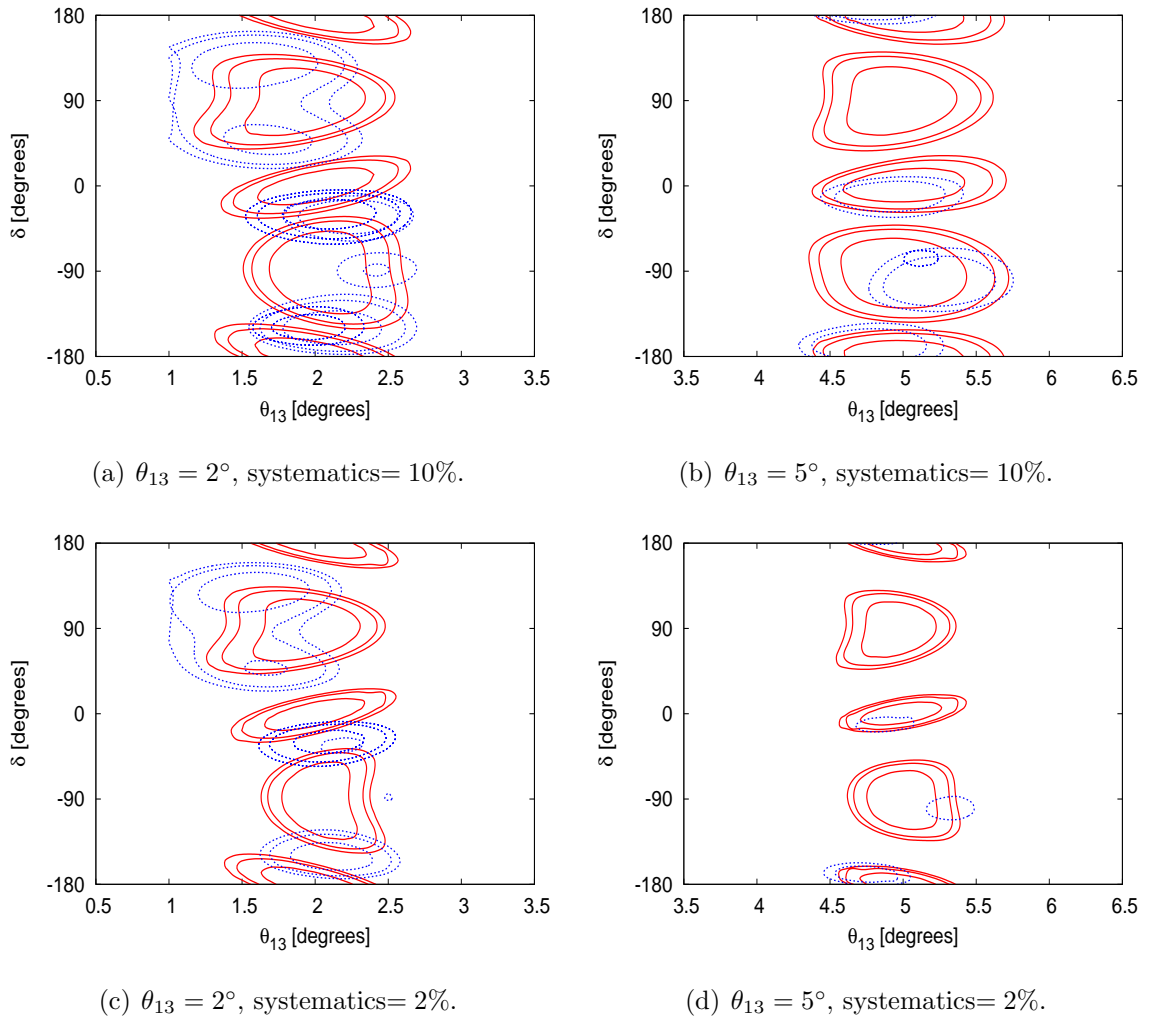 180
90
0
-90
-180
δ [degrees]
0.5 1 1.5 2 2.5 3 3.5
θ13 [degrees]
(a) θ13 = 2°, systematics= 10%.
180
90
0
-90
-180
δ [degrees]
3.5 4 4.5 5 5.5 6 6.5
θ13 [degrees]
(b) θ13 = 5°, systematics= 10%.
180
90
0
-90
-180
δ [degrees]
0.5 1 1.5 2 2.5 3 3.5
θ13 [degrees]
(c) θ13 = 2°, systematics= 2%.
180
90
0
-90
-180
δ [degrees]
3.5 4 4.5 5 5.5 6 6.5
θ13 [degrees]
(d) θ13 = 5°, systematics= 2%.